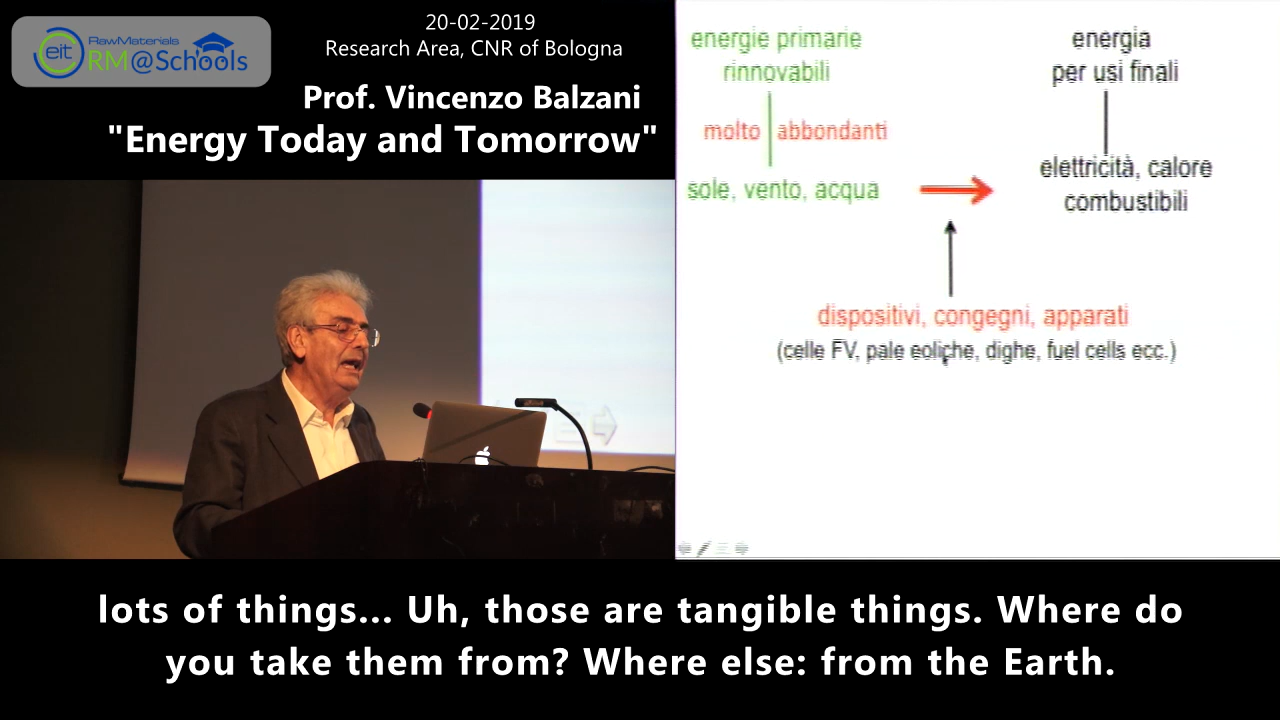 eit
RawMaterials
RM@Schools
20-02-2019
Research Area, CNR of Bologna
Prof. Vincenzo Balzani
"Energy Today and Tomorrow"
energie primarie
rinnovabili
molto abbondanti
sole, vento, acqua
energia
per usi finali
elettricità, calore
combustibili
dispositivi, congegni, apparati
(celle FV, pale eoliche, dighe, fuel cells ecc.)
lots of things... Uh, those are tangible things. Where do
you take them from? Where else: from the Earth.